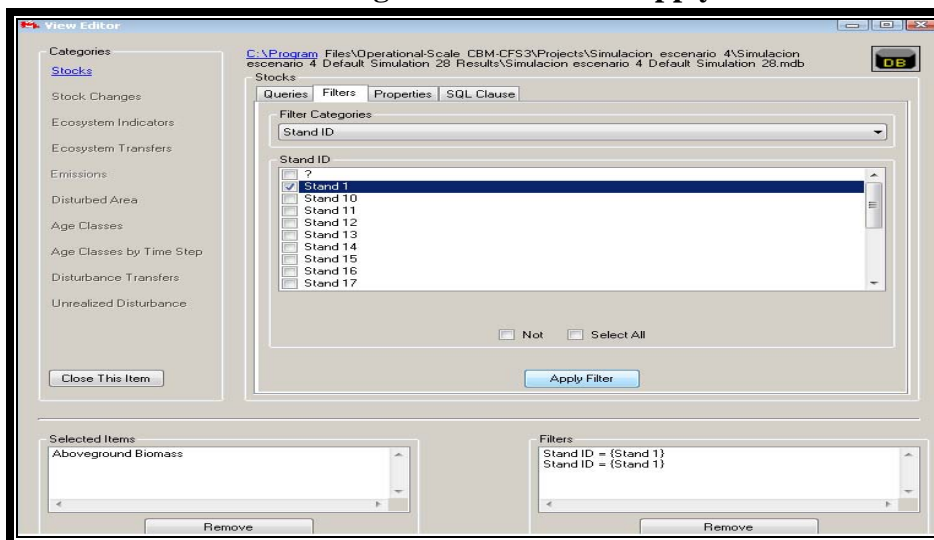 View Editor
Categories
Stocks
Stock Changes
Ecosystem Indicators
Ecosystem Transfers
Emissions
Disturbed Area
Age Classes
Age Classes by Time Step
Disturbance Transfers
Unrealized Disturbance
Close This Item
C:\Program Files\Operational-Scale CBM-CFS3\Projects\Simulacion escenario 4\Simulacion
escenario 4 Default Simulation 28 Results\Simulacion escenario 4 Default Simulation 28.mdb
DB
Stocks
Queries Filters Properties SQL Clause
Filter Categories
Stand ID
Stand ID
?
Stand 1
Stand 10
Stand 11
Stand 12
Stand 13
Stand 14
Stand 15
Stand 16
Stand 17
Not Select All
Apply Filter
Selected Items
Aboveground Biomass
Remove
Filters
Stand ID = {Stand 1}
Stand ID = {Stand 1}
Remove